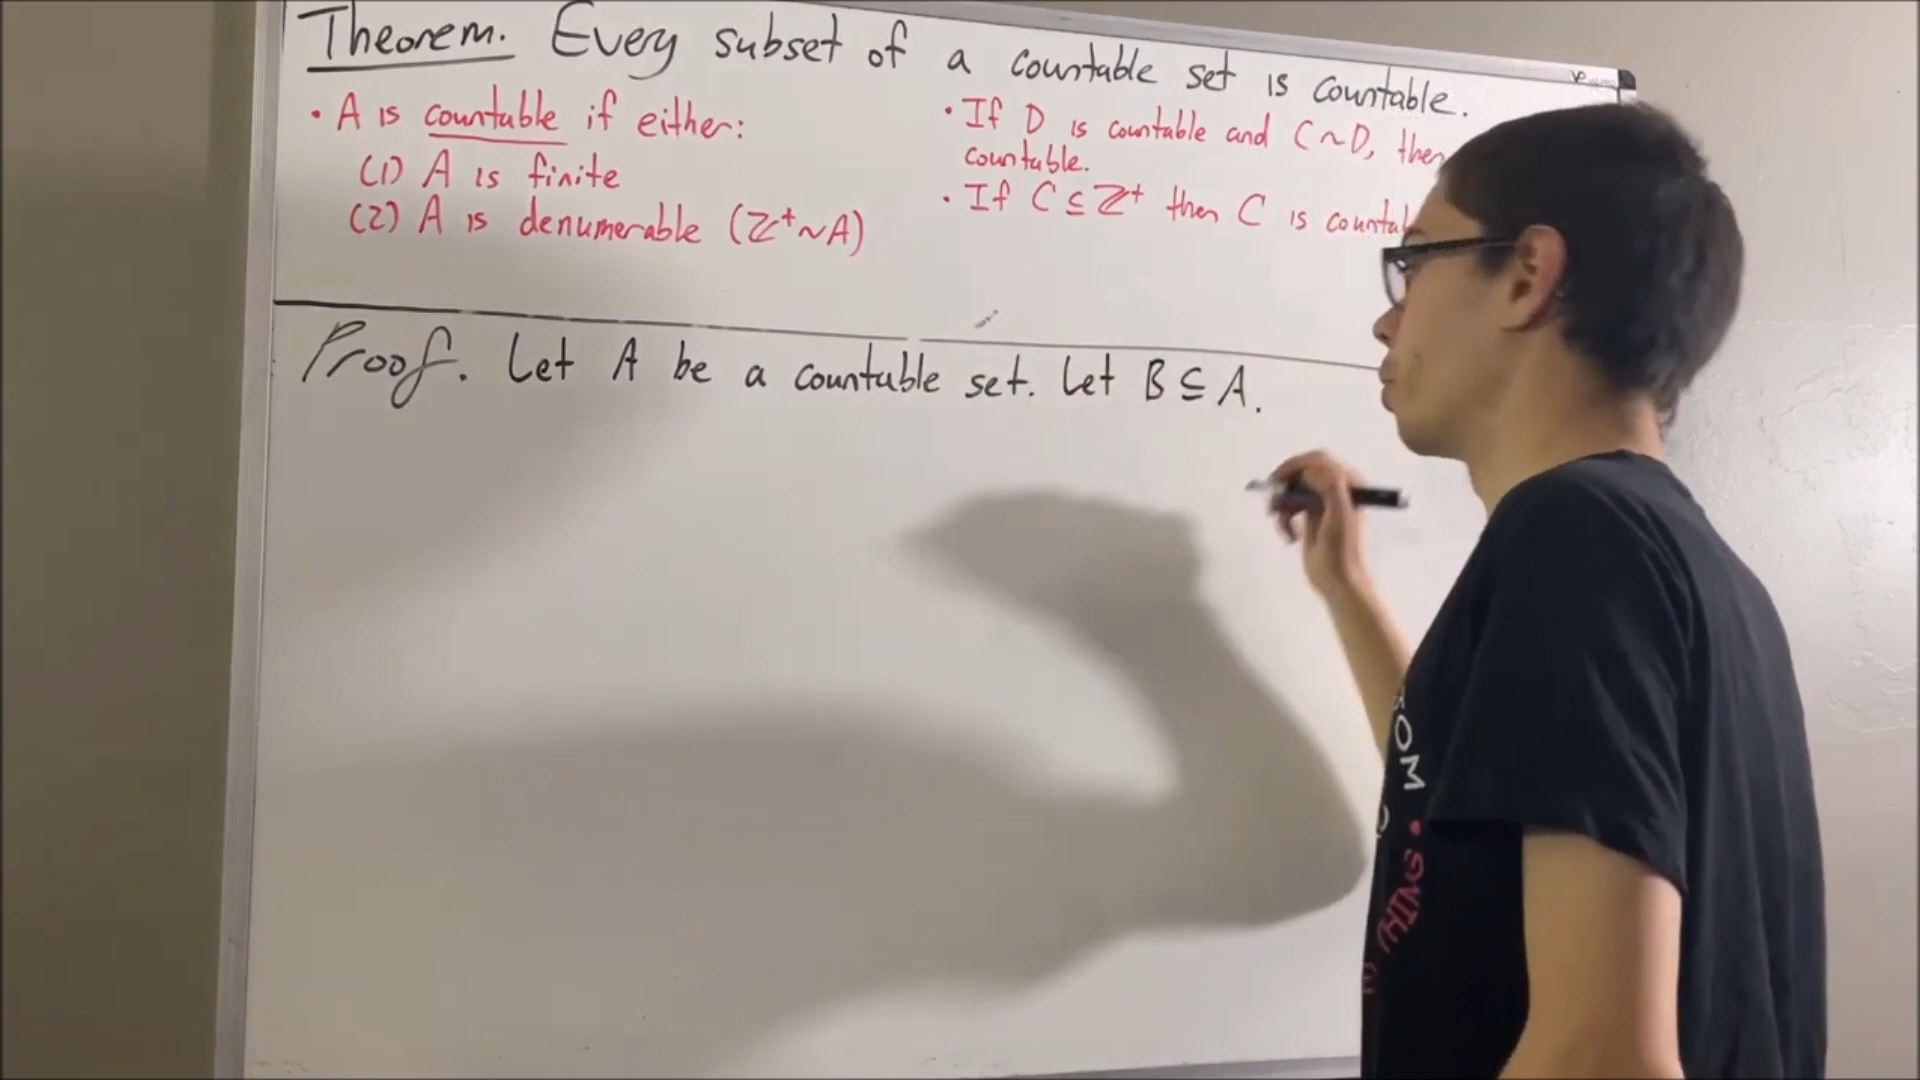 Theorem. Every subset of a countable set is countable.
• A is countable if either:
(1) A is finite
(2) A is denumerable (ℤ⁺~A)
• If D is countable and C~D, then
countable.
• If C ⊆ ℤ⁺ then C is
Proof. Let A be a countable set. Let B ⊆ A.
THINGS